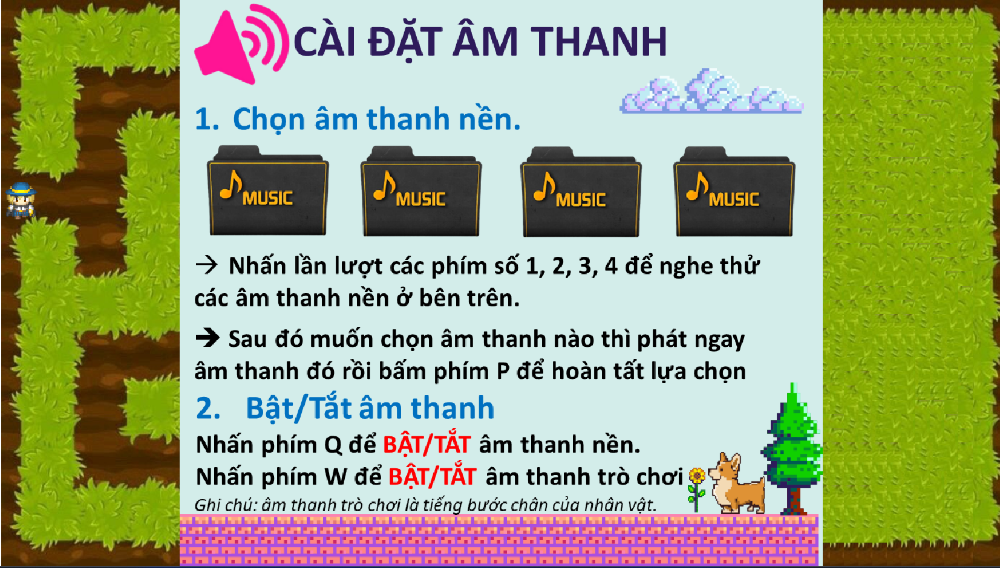 CÀI ĐẶT ÂM THANH
1. Chọn âm thanh nền.
MUSIC MUSIC MUSIC MUSIC
→ Nhấn lần lượt các phím số 1, 2, 3, 4 để nghe thử
các âm thanh nền ở bên trên.
➔ Sau đó muốn chọn âm thanh nào thì phát ngay
âm thanh đó rồi bấm phím P để hoàn tất lựa chọn
2. Bật/Tắt âm thanh
Nhấn phím Q để BẬT/TẮT âm thanh nền.
Nhấn phím W để BẬT/TẮT âm thanh trò chơi
Ghi chú: âm thanh trò chơi là tiếng bước chân của nhân vật.